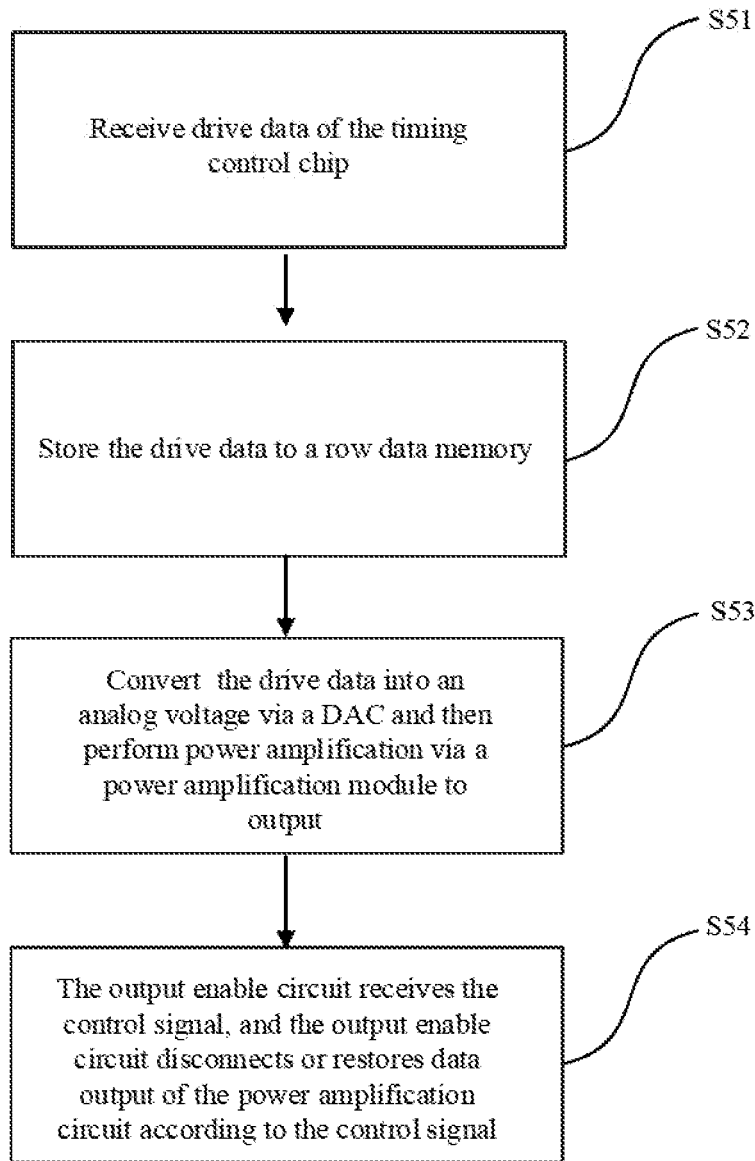 S51
Receive drive data of the timing
control chip
S52
Store the drive data to a row data memory
S53
Convert the drive data into an
analog voltage via a DAC and then
perform power amplification via a
power amplification module to
output
S54
The output enable circuit receives the
control signal, and the output enable
circuit disconnects or restores data
output of the power amplification
circuit according to the control signal